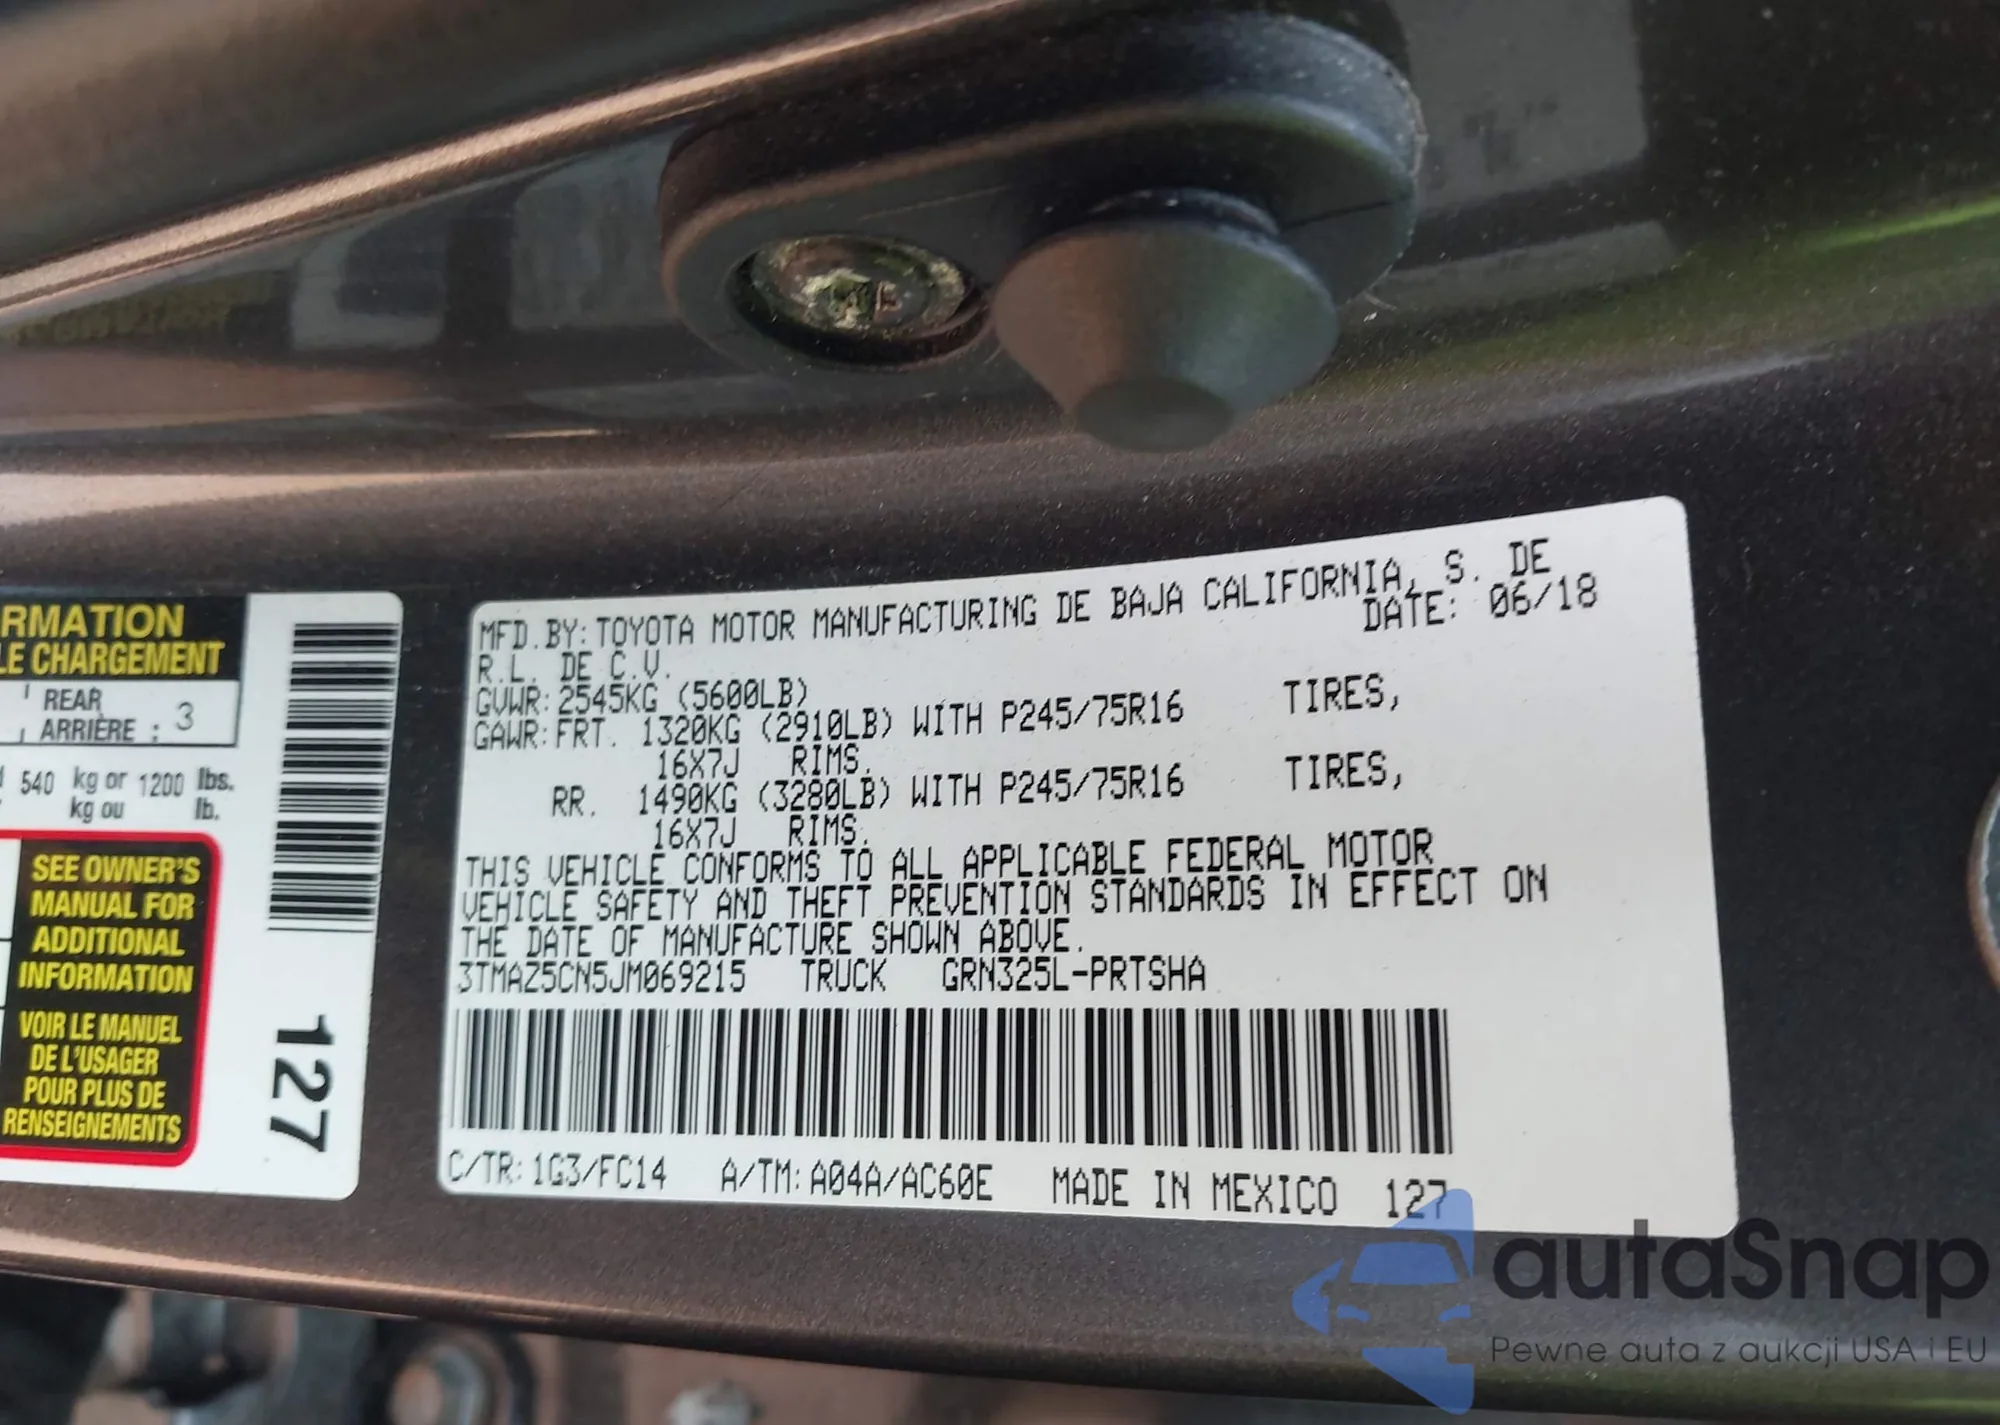 RMATION
LE CHARGEMENT
REAR
ARRIÈRE : 3
540 kg or 1200 lbs.
kg ou lb.
SEE OWNER'S
MANUAL FOR
ADDITIONAL
INFORMATION
VOIR LE MANUEL
DE L'USAGER
POUR PLUS DE
RENSEIGNEMENTS
127
MFD.BY:TOYOTA MOTOR MANUFACTURING DE BAJA CALIFORNIA, S. DE
R.L. DE C.V. DATE: 06/18
GVWR:2545KG (5600LB)
GAWR:FRT. 1320KG (2910LB) WITH P245/75R16 TIRES,
16X7J RIMS.
RR. 1490KG (3280LB) WITH P245/75R16 TIRES,
16X7J RIMS.
THIS VEHICLE CONFORMS TO ALL APPLICABLE FEDERAL MOTOR
VEHICLE SAFETY AND THEFT PREVENTION STANDARDS IN EFFECT ON
THE DATE OF MANUFACTURE SHOWN ABOVE.
3TMAZ5CN5JM069215 TRUCK GRN325L-PRTSHA
C/TR:1G3/FC14 A/TM:A04A/AC60E MADE IN MEXICO 127
autaSnap
Pewne auta z aukcji USA i EU